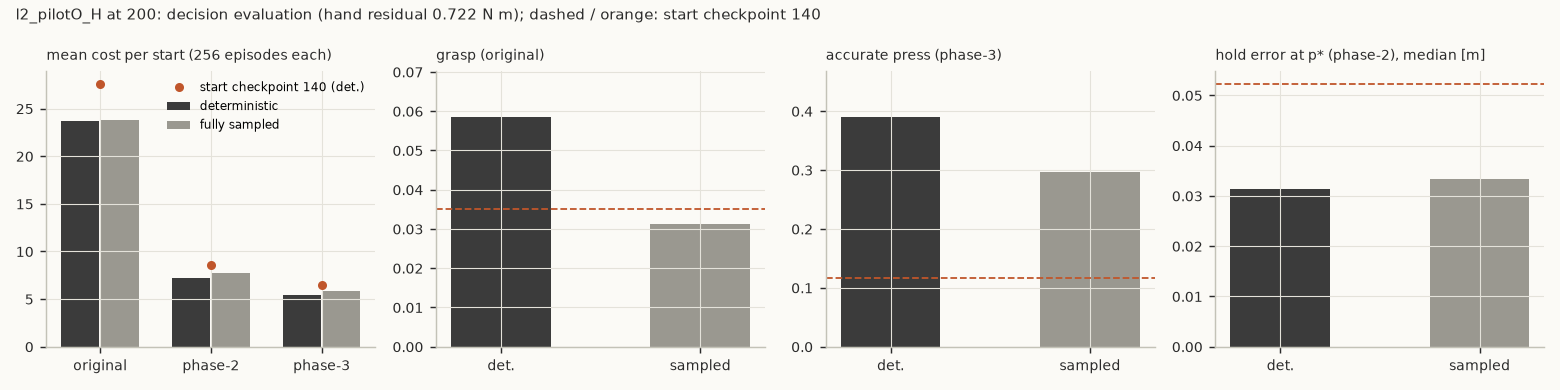 l2_pilotO_H at 200: decision evaluation (hand residual 0.722 N m); dashed / orange: start checkpoint 140
mean cost per start (256 episodes each)
start checkpoint 140 (det.)
deterministic
fully sampled
25
20
15
10
5
0
original
phase-2
phase-3
grasp (original)
0.07
0.06
0.05
0.04
0.03
0.02
0.01
0.00
det.
sampled
accurate press (phase-3)
0.4
0.3
0.2
0.1
0.0
det.
sampled
hold error at p* (phase-2), median [m]
0.05
0.04
0.03
0.02
0.01
0.00
det.
sampled